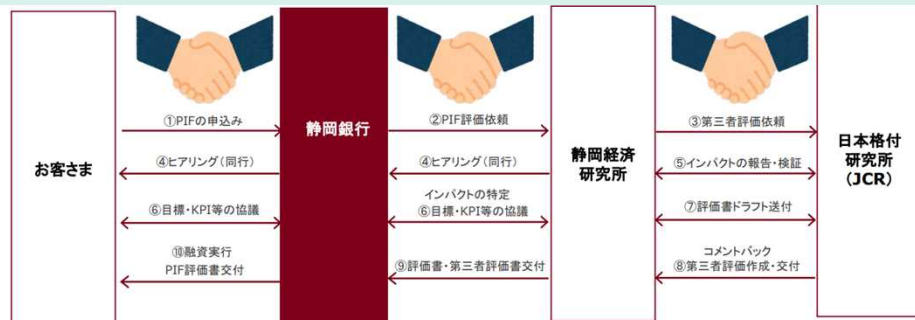 お客さま
①PIFの申込み
④ヒアリング(同行)
⑥目標・KPI等の協議
⑩融資実行
PIF評価書交付
静岡銀行
②PIF評価依頼
④ヒアリング(同行)
インパクトの特定
⑥目標・KPI等の協議
⑨評価書・第三者評価書交付
静岡経済
研究所
③第三者評価依頼
⑤インパクトの報告・検証
⑦評価書ドラフト送付
コメントバック
⑧第三者評価作成・交付
日本格付
研究所
(JCR)